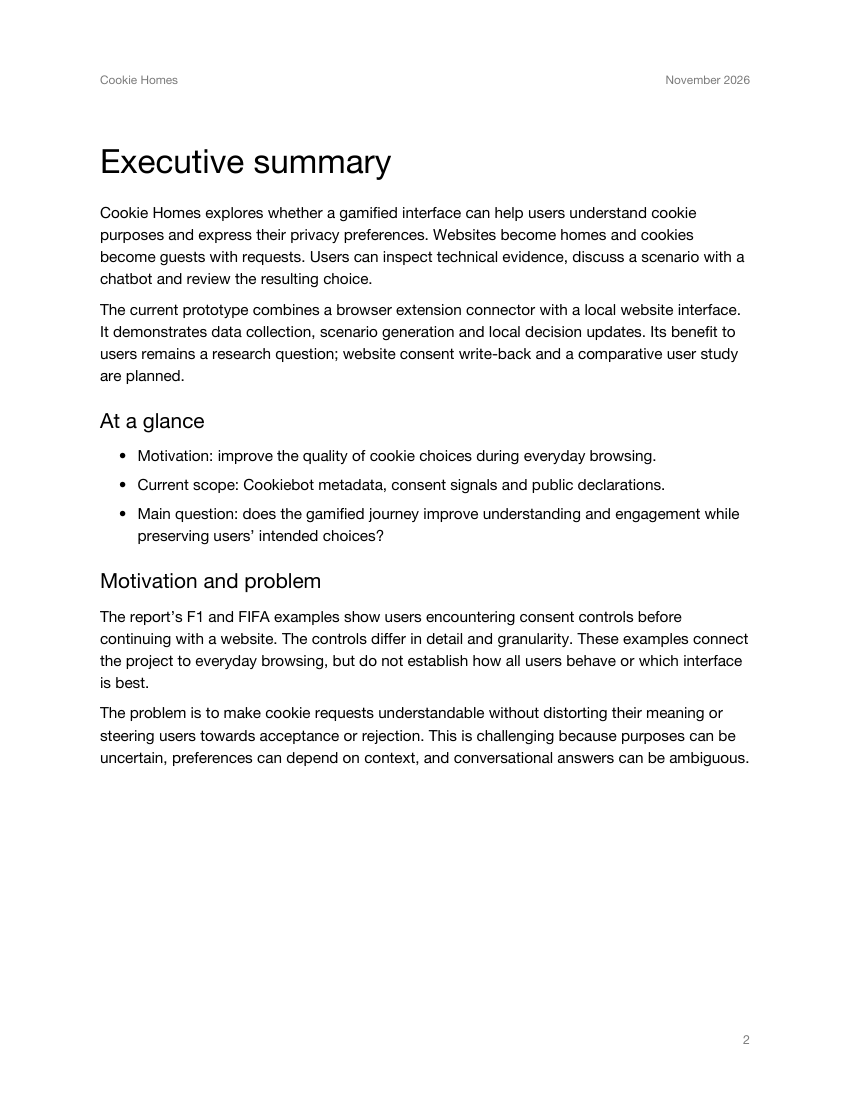 Cookie Homes
November 2026
Executive summary
Cookie Homes explores whether a gamified interface can help users understand cookie
purposes and express their privacy preferences. Websites become homes and cookies
become guests with requests. Users can inspect technical evidence, discuss a scenario with a
chatbot and review the resulting choice.
The current prototype combines a browser extension connector with a local website interface.
It demonstrates data collection, scenario generation and local decision updates. Its benefit to
users remains a research question; website consent write-back and a comparative user study
are planned.
At a glance
• Motivation: improve the quality of cookie choices during everyday browsing.
• Current scope: Cookiebot metadata, consent signals and public declarations.
• Main question: does the gamified journey improve understanding and engagement while
preserving users’ intended choices?
Motivation and problem
The report’s F1 and FIFA examples show users encountering consent controls before
continuing with a website. The controls differ in detail and granularity. These examples connect
the project to everyday browsing, but do not establish how all users behave or which interface
is best.
The problem is to make cookie requests understandable without distorting their meaning or
steering users towards acceptance or rejection. This is challenging because purposes can be
uncertain, preferences can depend on context, and conversational answers can be ambiguous.
2